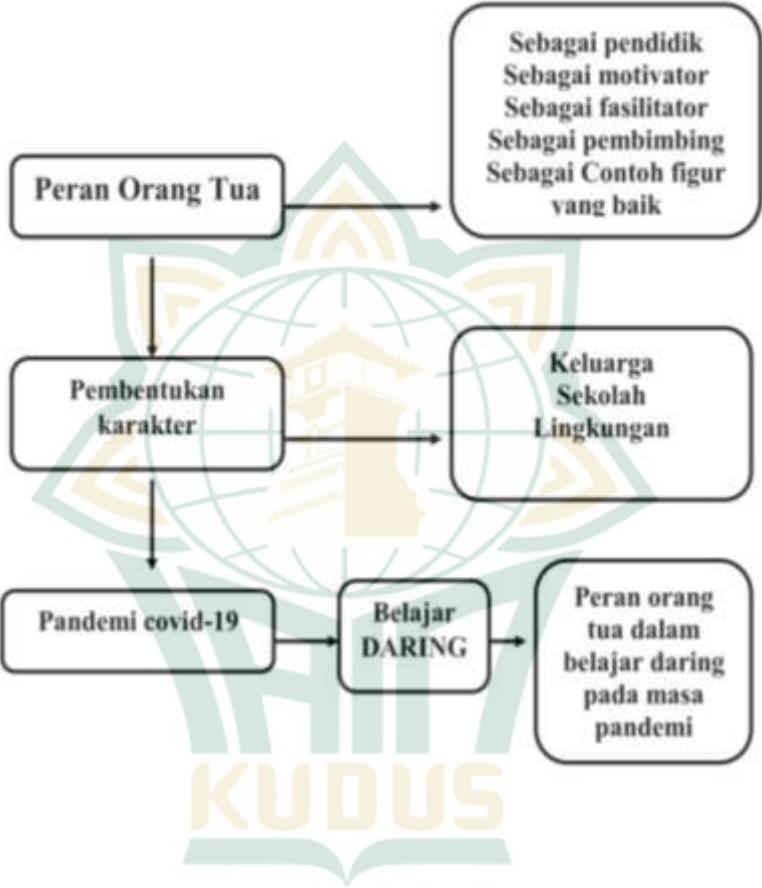 Sebagai pendidik
Sebagai motivator
Sebagai fasilitator
Sebagai pembimbing
Sebagai Contoh figur
yang baik
Peran Orang Tua
Pembentukan
karakter
Keluarga
Sekolah
Lingkungan
Pandemi covid-19
Belajar
DARING
Peran orang
tua dalam
belajar daring
pada masa
pandemi
IAIN
KUDUS